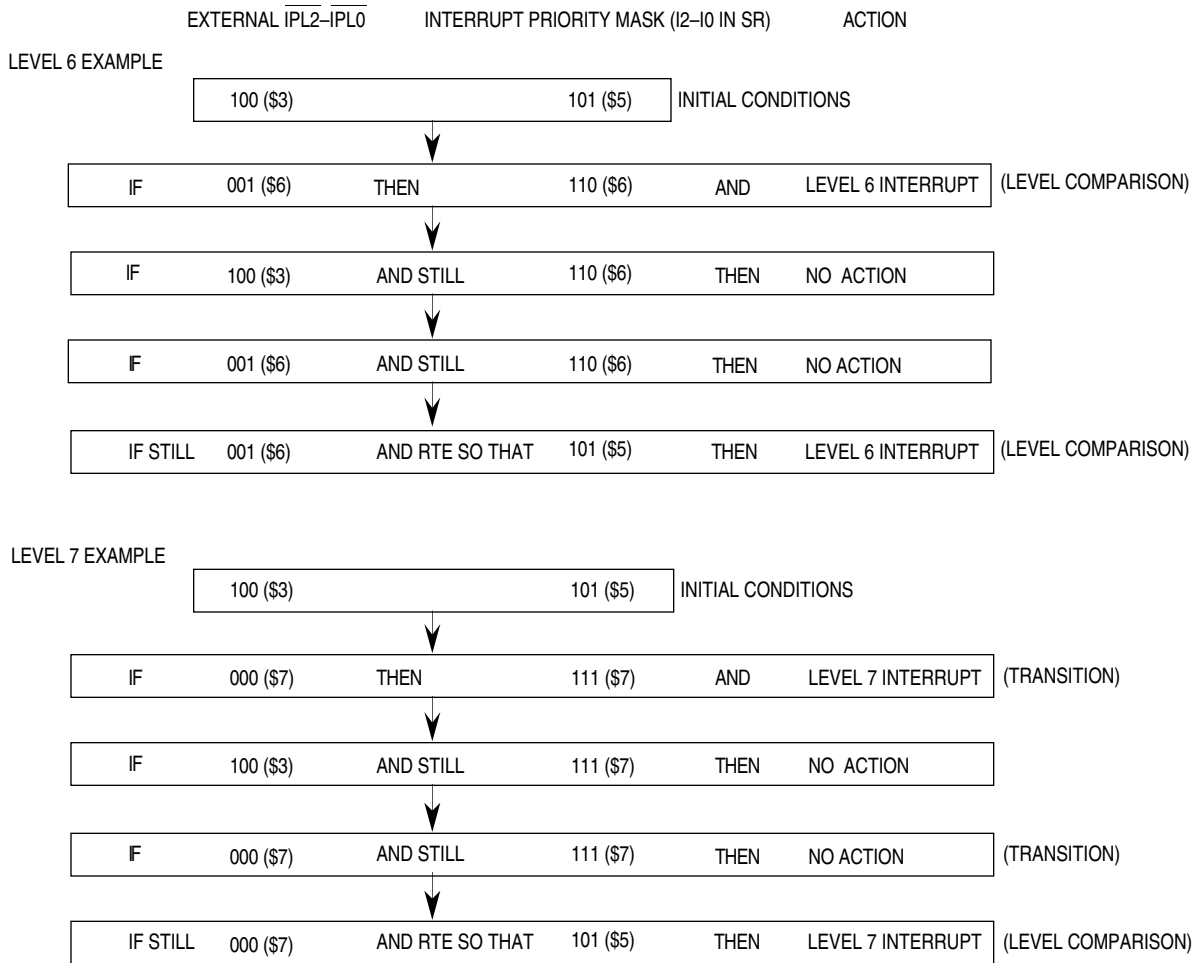 EXTERNAL IPL2–IPL0 INTERRUPT PRIORITY MASK (I2–I0 IN SR) ACTION
LEVEL 6 EXAMPLE
100 ($3) 101 ($5) INITIAL CONDITIONS
IF 001 ($6) THEN 110 ($6) AND LEVEL 6 INTERRUPT (LEVEL COMPARISON)
IF 100 ($3) AND STILL 110 ($6) THEN NO ACTION
IF 001 ($6) AND STILL 110 ($6) THEN NO ACTION
IF STILL 001 ($6) AND RTE SO THAT 101 ($5) THEN LEVEL 6 INTERRUPT (LEVEL COMPARISON)
LEVEL 7 EXAMPLE
100 ($3) 101 ($5) INITIAL CONDITIONS
IF 000 ($7) THEN 111 ($7) AND LEVEL 7 INTERRUPT (TRANSITION)
IF 100 ($3) AND STILL 111 ($7) THEN NO ACTION
IF 000 ($7) AND STILL 111 ($7) THEN NO ACTION (TRANSITION)
IF STILL 000 ($7) AND RTE SO THAT 101 ($5) THEN LEVEL 7 INTERRUPT (LEVEL COMPARISON)